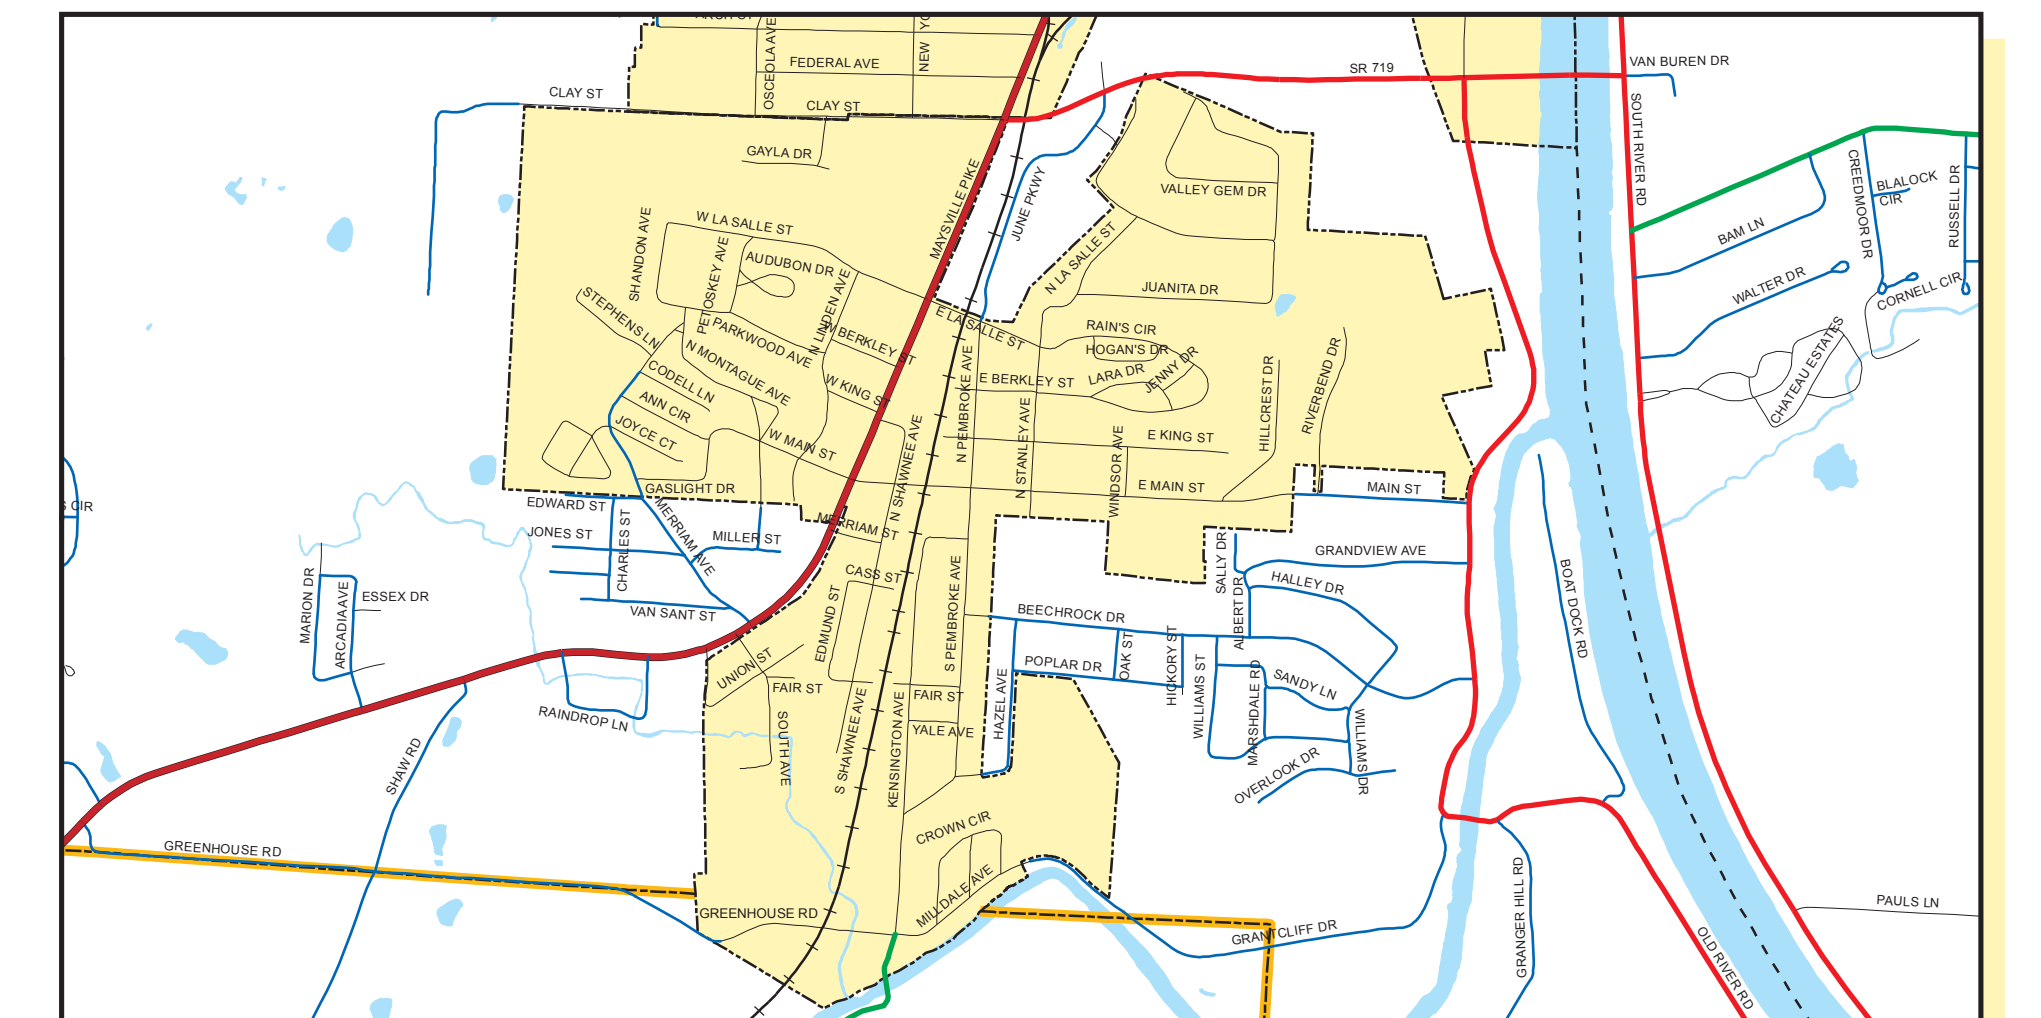 OSCEOLA AVE
NEW
FEDERAL AVE
CLAY ST
CLAY ST
SR 719
VAN BUREN DR
SOUTH RIVER RD
GAYLA DR
MAYSVILLE PIKE
JUNE PKWY
VALLEY GEM DR
CREEDMOOR DR
BLALOCK
CIR
RUSSELL DR
BAM LN
WALTER DR
CORNELL CIR
CHATEAU ESTATES
SHANDON AVE
W LA SALLE ST
PETOSKEY AVE
AUDUBON DR
N LINDEN AVE
N LA SALLE ST
JUANITA DR
STEPHENS LN
PARKWOOD AVE
W BERKLEY ST
E LA SALLE ST
RAIN'S CIR
HOGAN'S DR
LARA DR
JENNY DR
N MONTAGUE AVE
CODELL LN
W KING ST
N PEMBROKE AVE
E BERKLEY ST
HILLCREST DR
RIVERBEND DR
ANN CIR
JOYCE CT
W MAIN ST
N SHAWNEE AVE
N STANLEY AVE
WINDSOR AVE
E KING ST
GASLIGHT DR
E MAIN ST
MAIN ST
S CIR
EDWARD ST
JONES ST
CHARLES ST
MERRIAM AVE
MILLER ST
MERRIAM ST
SALLY DR
GRANDVIEW AVE
MARION DR
ARCADIA AVE
ESSEX DR
VAN SANT ST
CASS ST
EDMUND ST
S PEMBROKE AVE
BEECHROCK DR
ALBERT DR
HALLEY DR
BOAT DOCK RD
UNION ST
FAIR ST
FAIR ST
POPLAR DR
OAK ST
HICKORY ST
WILLIAMS ST
MARSHDALE RD
SANDY LN
RAINDROP LN
SOUTH AVE
S SHAWNEE AVE
KENSINGTON AVE
YALE AVE
HAZEL AVE
WILLIAMS DR
OVERLOOK DR
SHAW RD
GREENHOUSE RD
CROWN CIR
MILLDALE AVE
GREENHOUSE RD
GRANTCLIFF DR
GRANGER HILL RD
OLD RIVER RD
PAULS LN